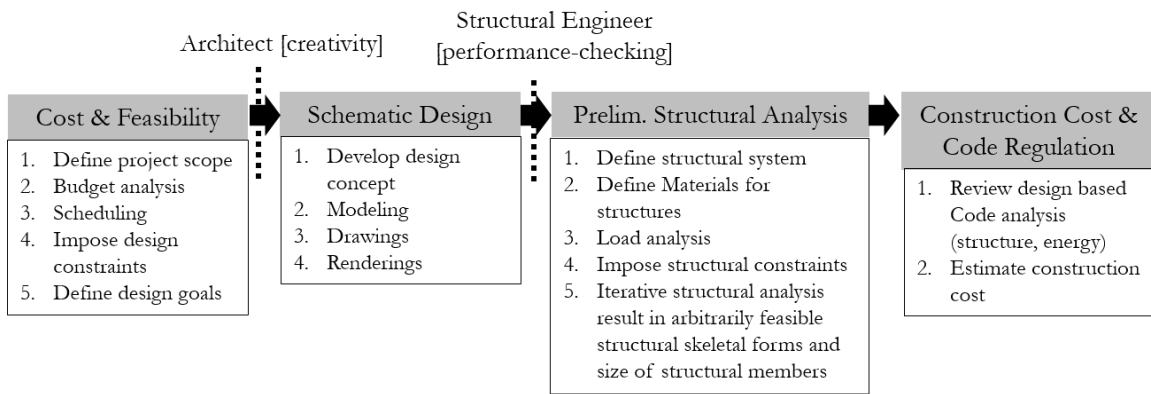 Architect [creativity]
Structural Engineer
[performance-checking]
Cost & Feasibility
1. Define project scope
2. Budget analysis
3. Scheduling
4. Impose design
constraints
5. Define design goals
Schematic Design
1. Develop design
concept
2. Modeling
3. Drawings
4. Renderings
Prelim. Structural Analysis
1. Define structural system
2. Define Materials for
structures
3. Load analysis
4. Impose structural constraints
5. Iterative structural analysis
result in arbitrarily feasible
structural skeletal forms and
size of structural members
Construction Cost &
Code Regulation
1. Review design based
Code analysis
(structure, energy)
2. Estimate construction
cost